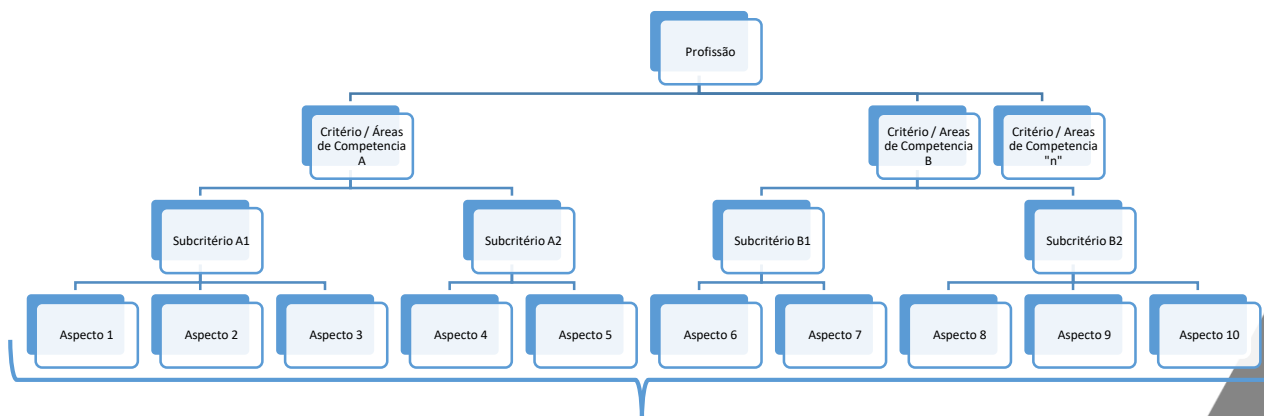 Profissão
Critério / Áreas
de Competencia
A
Critério / Areas
de Competencia
B
Critério / Areas
de Competencia
"n"
Subcritério A1
Subcritério A2
Subcritério B1
Subcritério B2
Aspecto 1
Aspecto 2
Aspecto 3
Aspecto 4
Aspecto 5
Aspecto 6
Aspecto 7
Aspecto 8
Aspecto 9
Aspecto 10